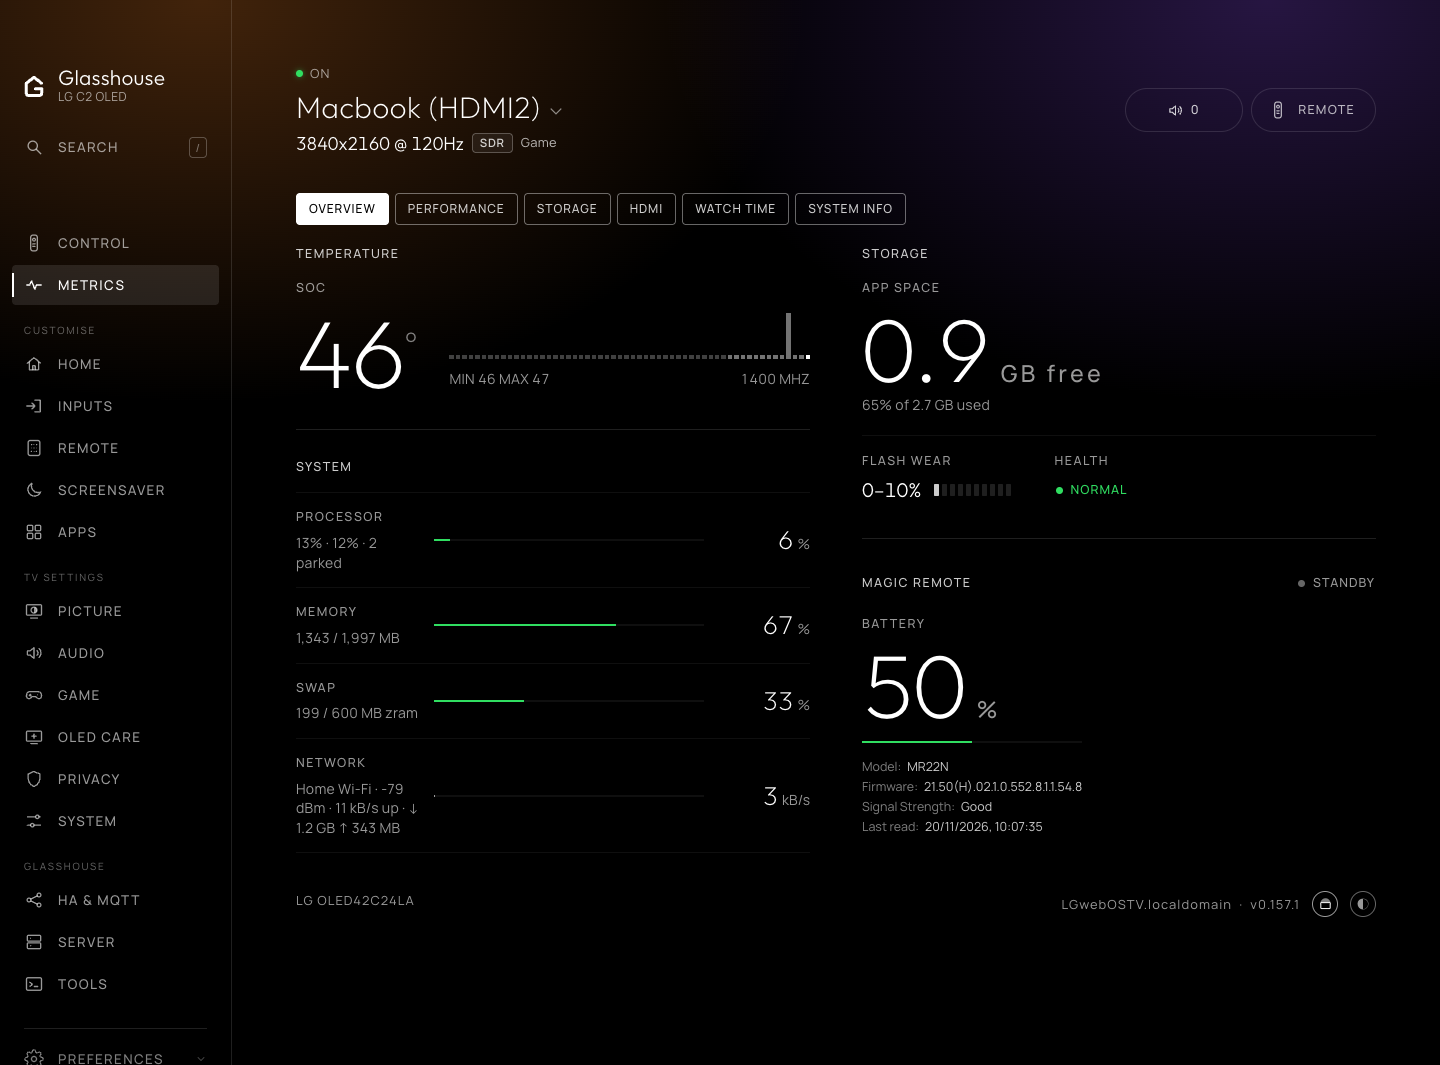 Glasshouse
LG C2 OLED
SEARCH /
CONTROL
METRICS
CUSTOMISE
HOME
INPUTS
REMOTE
SCREENSAVER
APPS
TV SETTINGS
PICTURE
AUDIO
GAME
OLED CARE
PRIVACY
SYSTEM
GLASSHOUSE
HA & MQTT
SERVER
TOOLS
PREFERENCES
ON
Macbook (HDMI2)
3840x2160 @ 120Hz SDR Game
0 REMOTE
OVERVIEW PERFORMANCE STORAGE HDMI WATCH TIME SYSTEM INFO
TEMPERATURE
SOC
46°
MIN 46 MAX 47 1400 MHZ
SYSTEM
PROCESSOR
13% · 12% · 2
parked
6 %
MEMORY
1,343 / 1,997 MB
67 %
SWAP
199 / 600 MB zram
33 %
NETWORK
Home Wi-Fi · -79
dBm · 11 kB/s up · ↓
1.2 GB ↑ 343 MB
3 kB/s
STORAGE
APP SPACE
0.9 GB free
65% of 2.7 GB used
FLASH WEAR HEALTH
0–10% NORMAL
MAGIC REMOTE STANDBY
BATTERY
50 %
Model: MR22N
Firmware: 21.50(H).02.1.0.552.8.1.1.54.8
Signal Strength: Good
Last read: 20/11/2026, 10:07:35
LG OLED42C24LA
LGwebOSTV.localdomain · v0.157.1